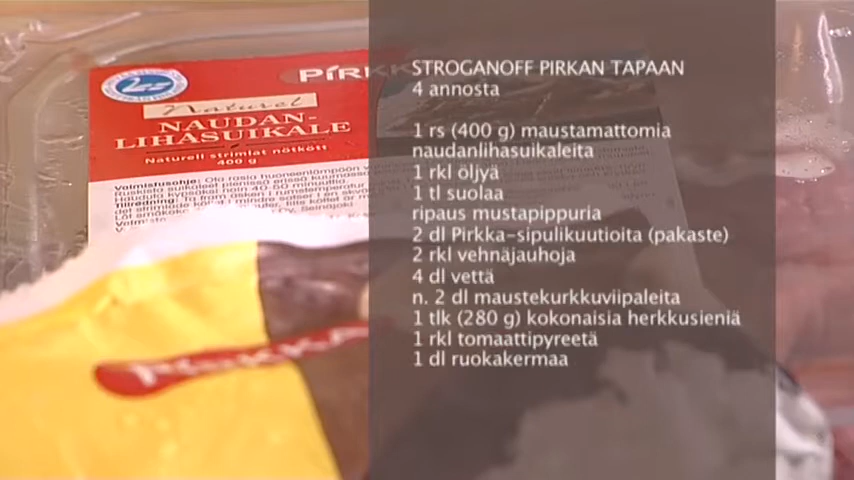 PIRKK
Naturel
NAUDAN-
LIHASUIKALE
Naturell strimlat nötkött
400 g
STROGANOFF PIRKAN TAPAAN
4 annosta
1 rs (400 g) maustamattomia
naudanlihasuikaleita
1 rkl öljyä
1 tl suolaa
ripaus mustapippuria
2 dl Pirkka-sipulikuutioita (pakaste)
2 rkl vehnäjauhoja
4 dl vettä
n. 2 dl maustekurkkuviipaleita
1 tlk (280 g) kokonaisia herkkusieniä
1 rkl tomaattipyreetä
1 dl ruokakermaa
PIRKKA